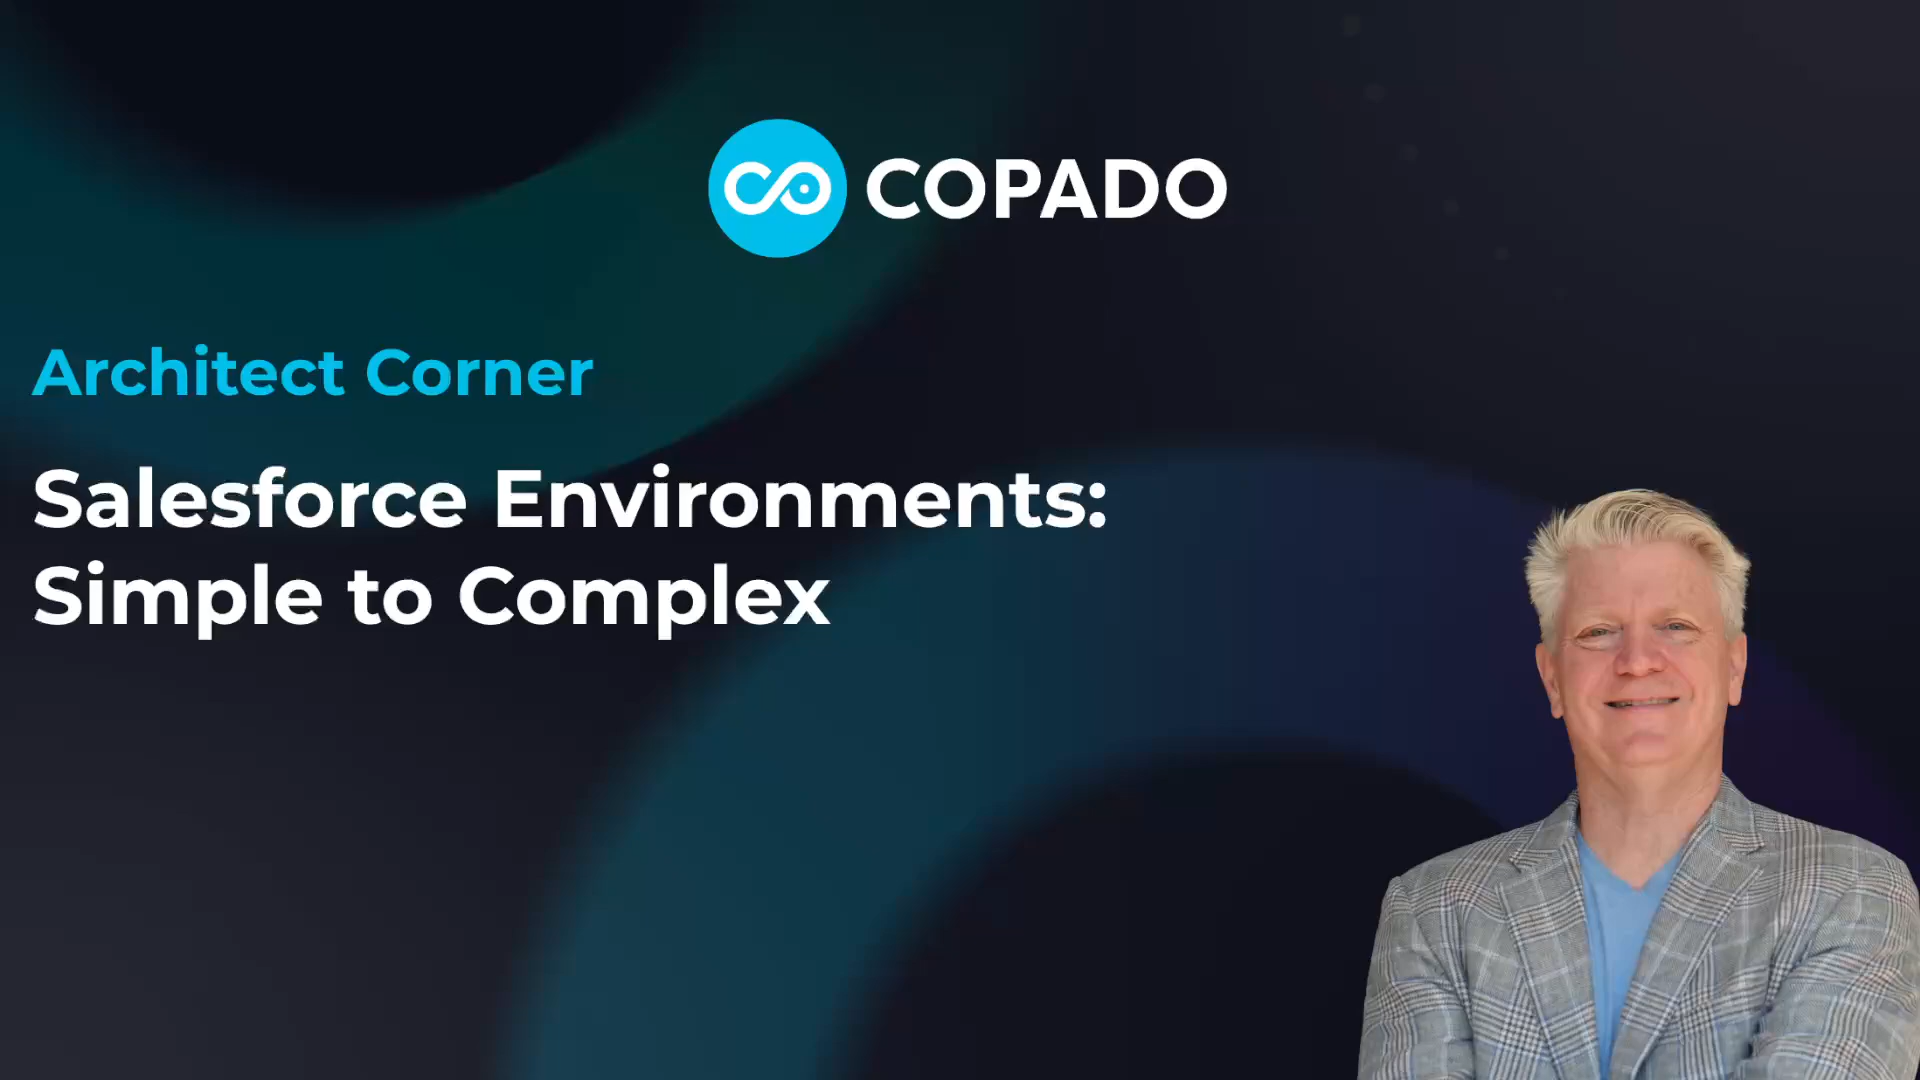 COPADO
Architect Corner
Salesforce Environments:
Simple to Complex